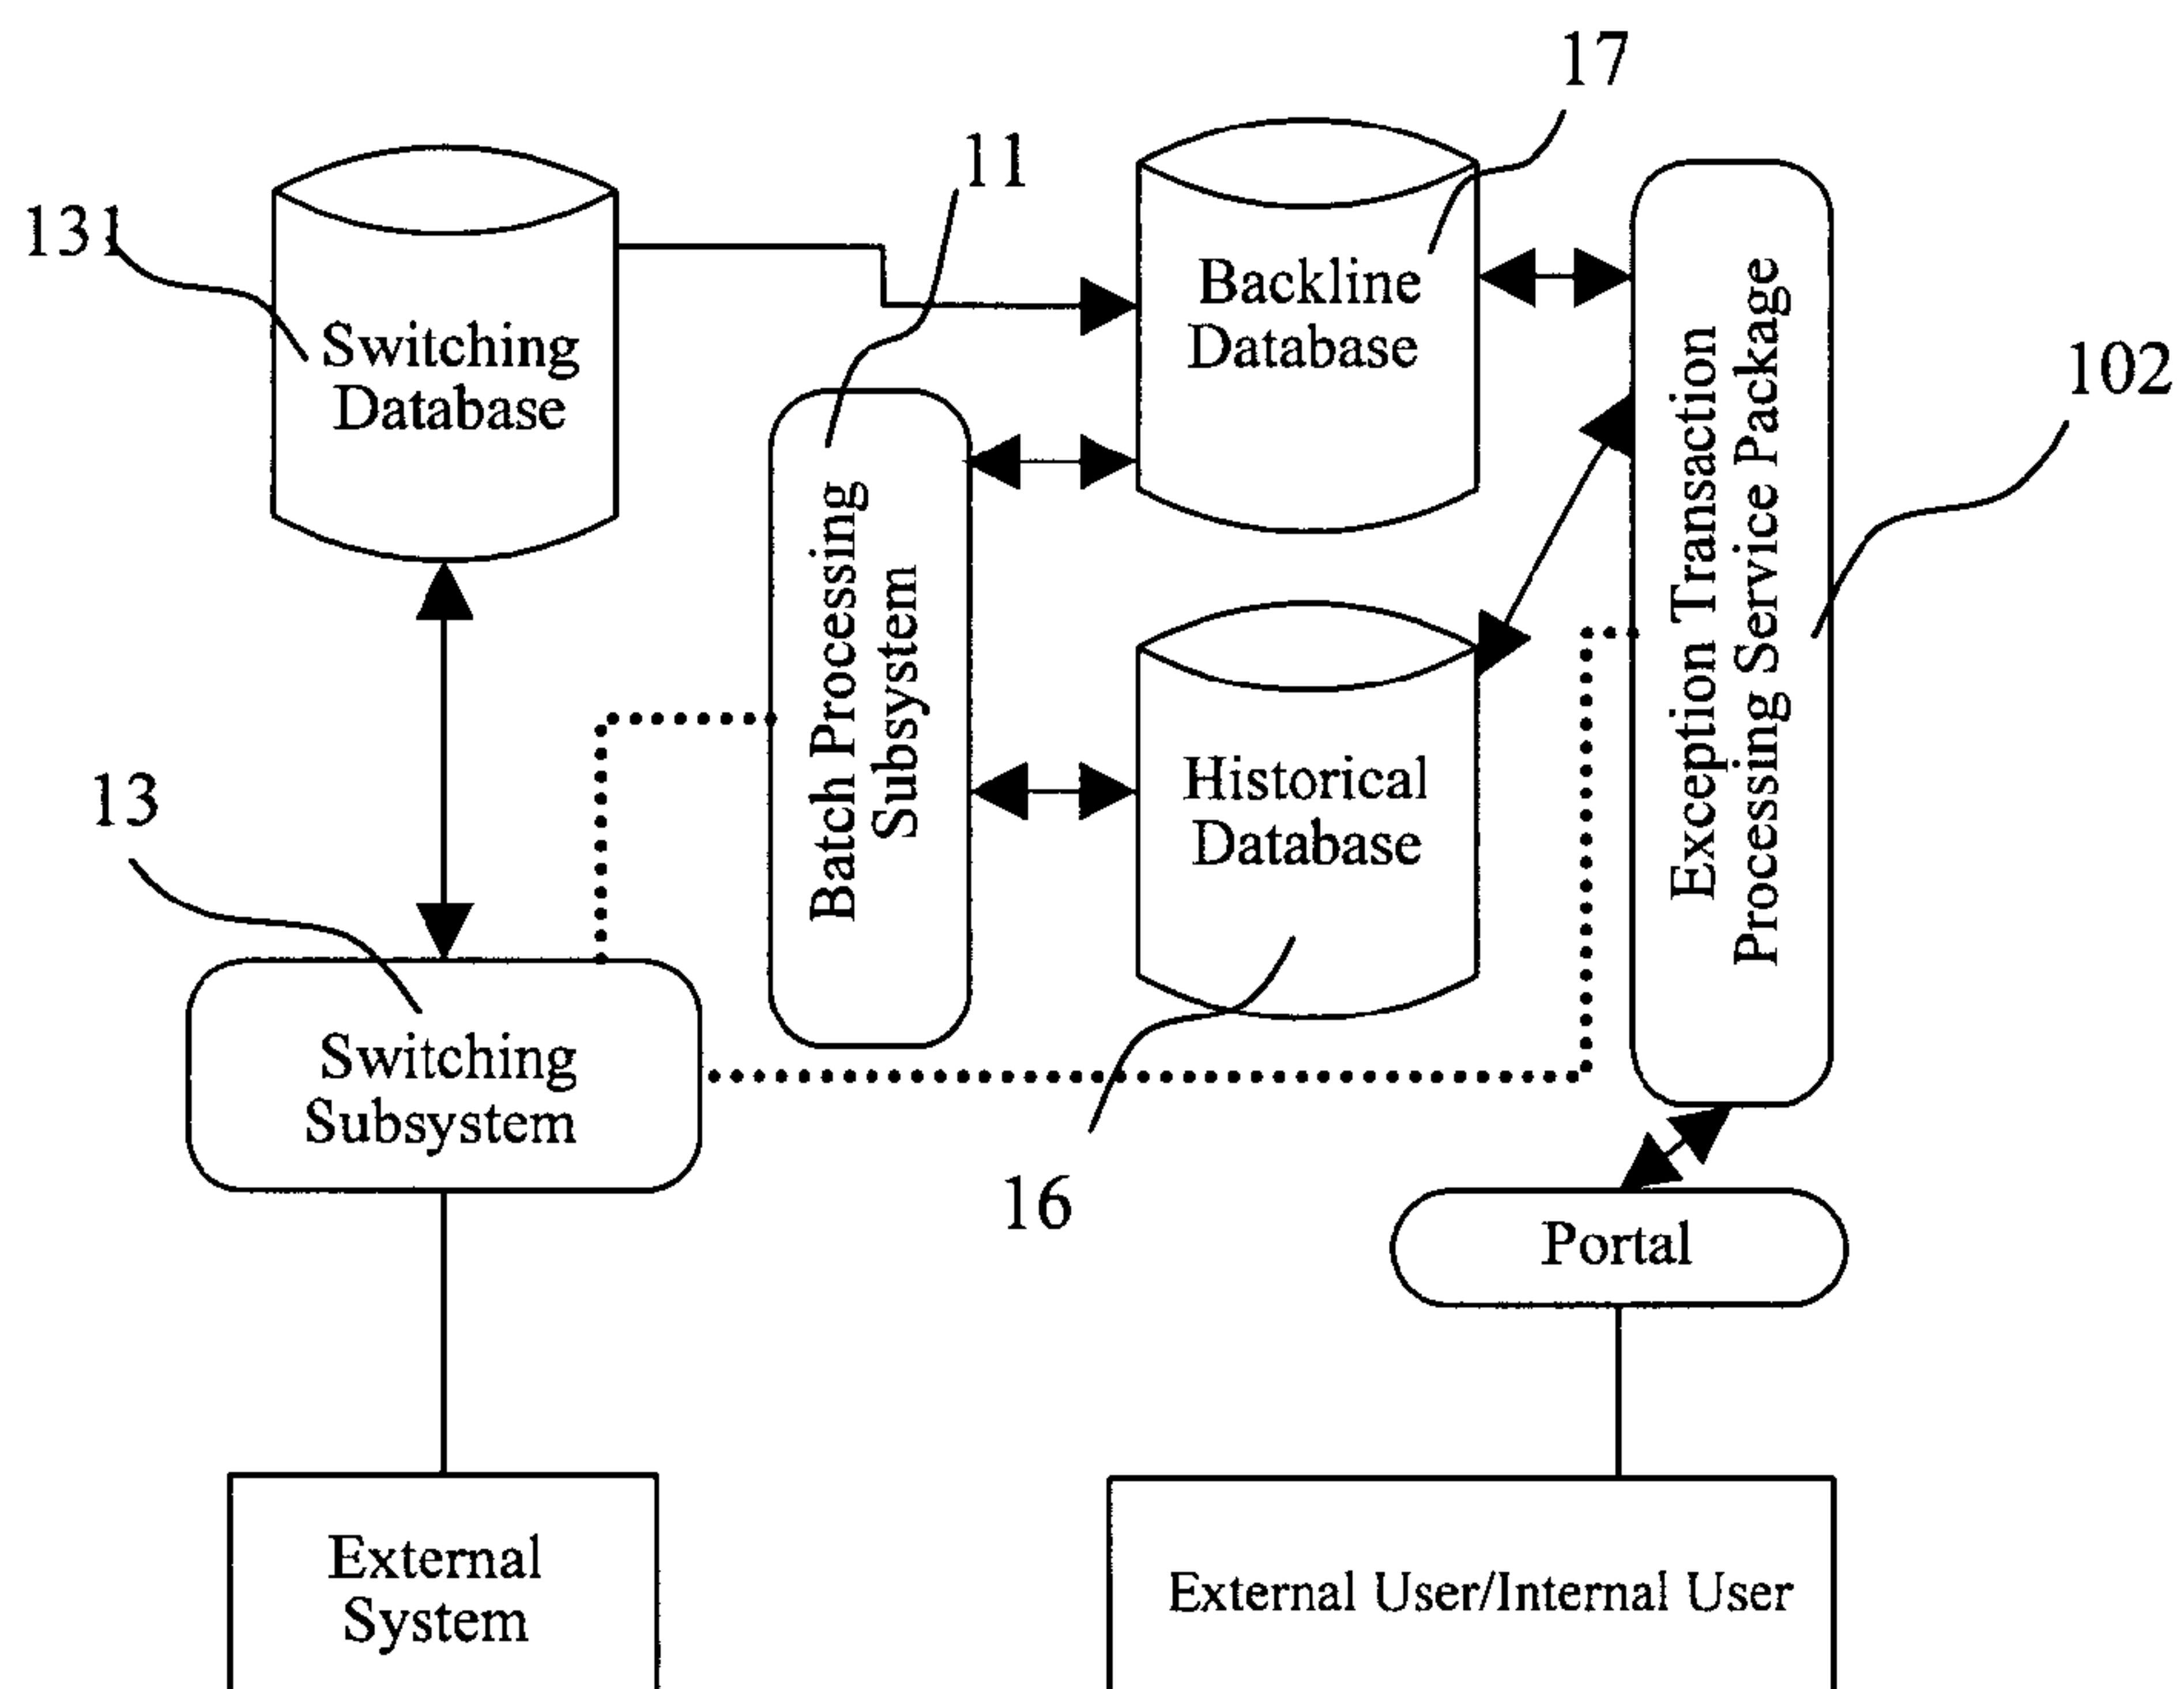 17
11
131
Backline
Database
Switching
Database
102
Exception Transaction
Processing Service Package
Batch Processing
Subsystem
Historical
Database
13
Switching
Subsystem
16
Portal
External
System
External User/Internal User